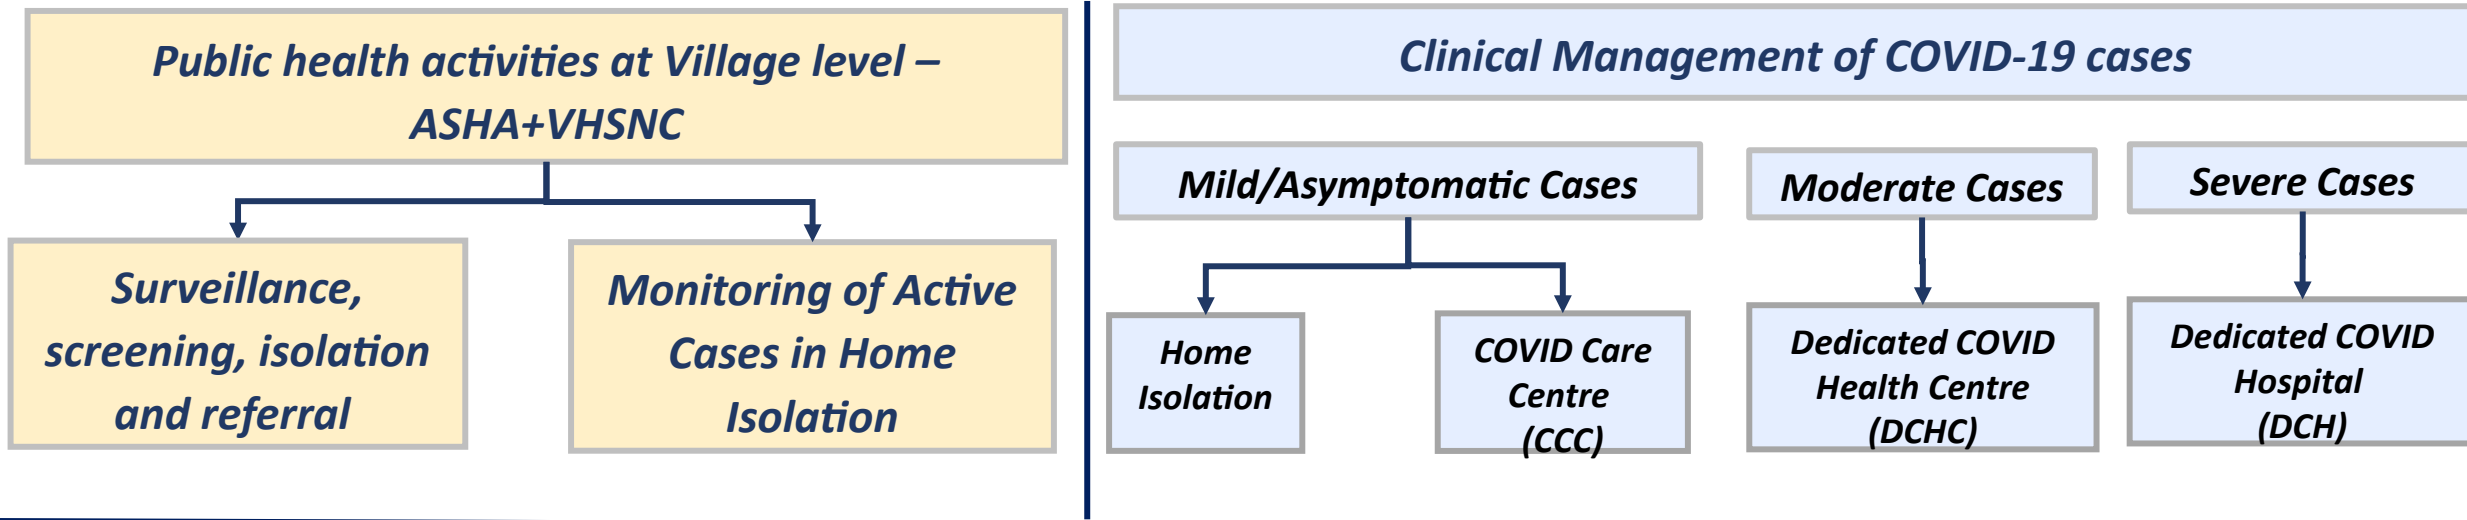 Public health activities at Village level –
ASHA+VHSNC
Surveillance,
screening, isolation
and referral
Monitoring of Active
Cases in Home
Isolation
Clinical Management of COVID-19 cases
Mild/Asymptomatic Cases
Moderate Cases
Severe Cases
Home
Isolation
COVID Care
Centre
(CCC)
Dedicated COVID
Health Centre
(DCHC)
Dedicated COVID
Hospital
(DCH)